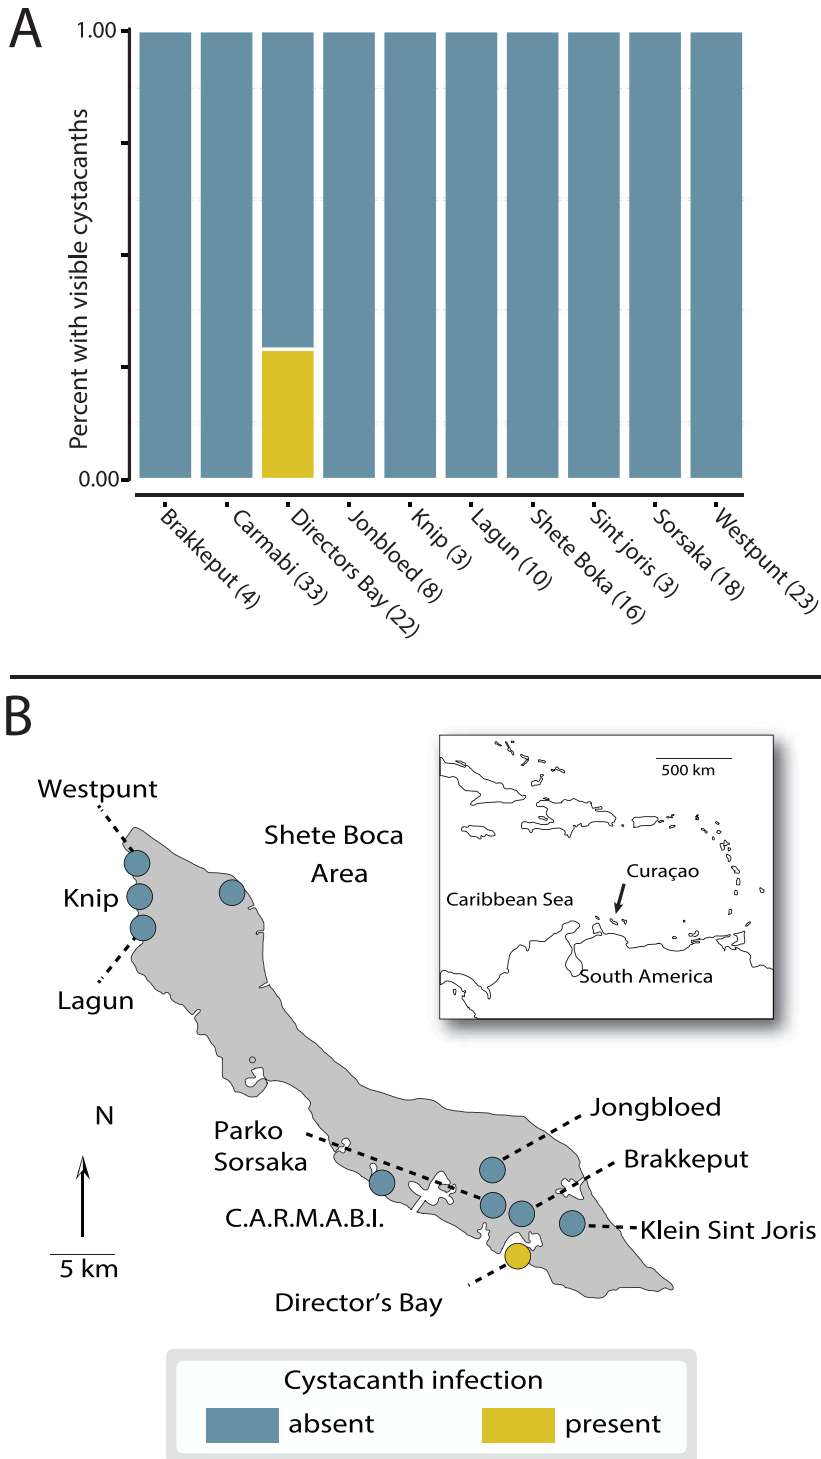 A
1.00
Percent with visible cystacanths
0.00
Brakkeput (4)
Carmabi (33)
Directors Bay (22)
Jonbloed (8)
Knip (3)
Lagun (10)
Shete Boka (16)
Sint joris (3)
Sorsaka (18)
Westpunt (23)
B
Westpunt
Shete Boca
Area
Knip
Lagun
500 km
Curaçao
Caribbean Sea
South America
N
5 km
Parko
Sorsaka
C.A.R.M.A.B.I.
Jongbloed
Brakkeput
Klein Sint Joris
Director's Bay
Cystacanth infection
absent
present